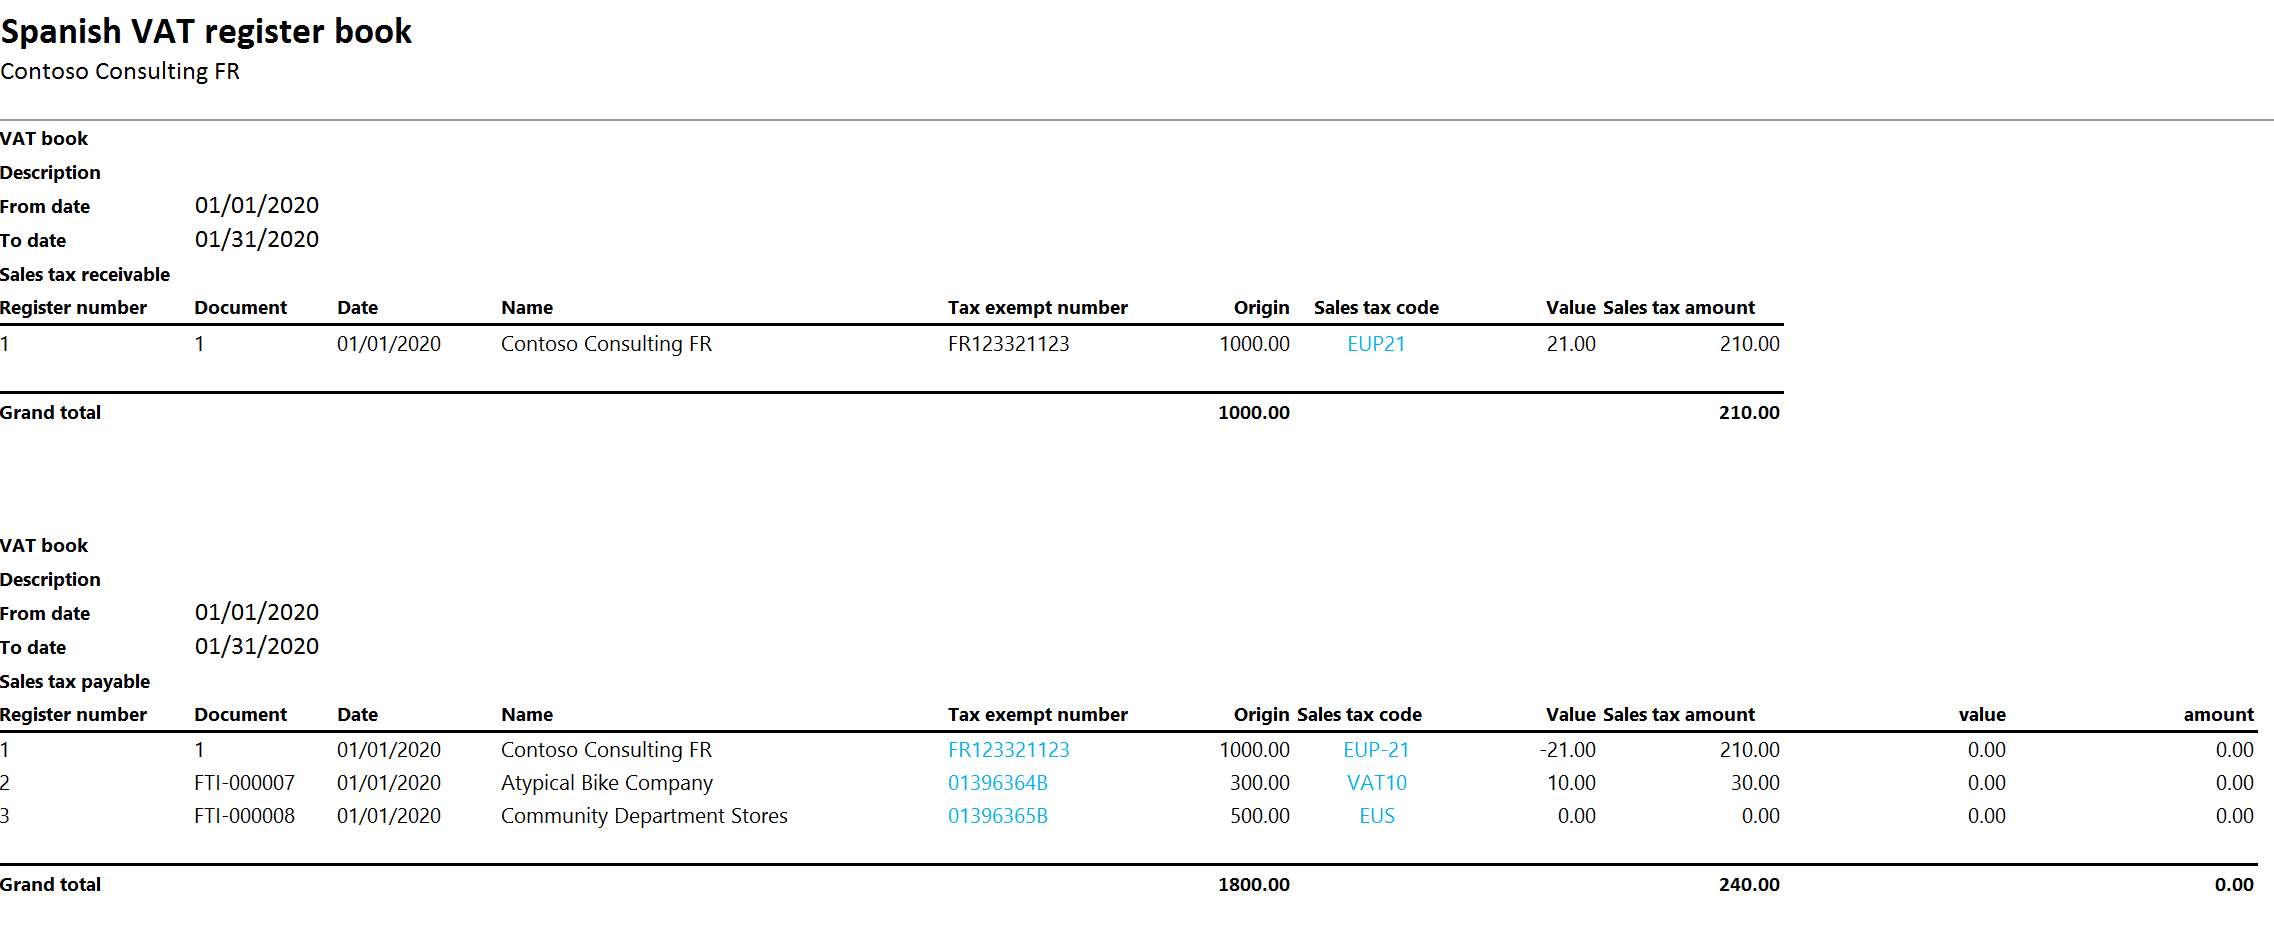 Spanish VAT register book
Contoso Consulting FR
VAT book
Description
From date 01/01/2020
To date 01/31/2020
Sales tax receivable
Register number Document Date Name Tax exempt number Origin Sales tax code Value Sales tax amount
1 1 01/01/2020 Contoso Consulting FR FR123321123 1000.00 EUP21 21.00 210.00
Grand total 1000.00 210.00
VAT book
Description
From date 01/01/2020
To date 01/31/2020
Sales tax payable
Register number Document Date Name Tax exempt number Origin Sales tax code Value Sales tax amount value amount
1 1 01/01/2020 Contoso Consulting FR FR123321123 1000.00 EUP-21 -21.00 210.00 0.00 0.00
2 FTI-000007 01/01/2020 Atypical Bike Company 01396364B 300.00 VAT10 10.00 30.00 0.00 0.00
3 FTI-000008 01/01/2020 Community Department Stores 01396365B 500.00 EUS 0.00 0.00 0.00 0.00
Grand total 1800.00 240.00 0.00